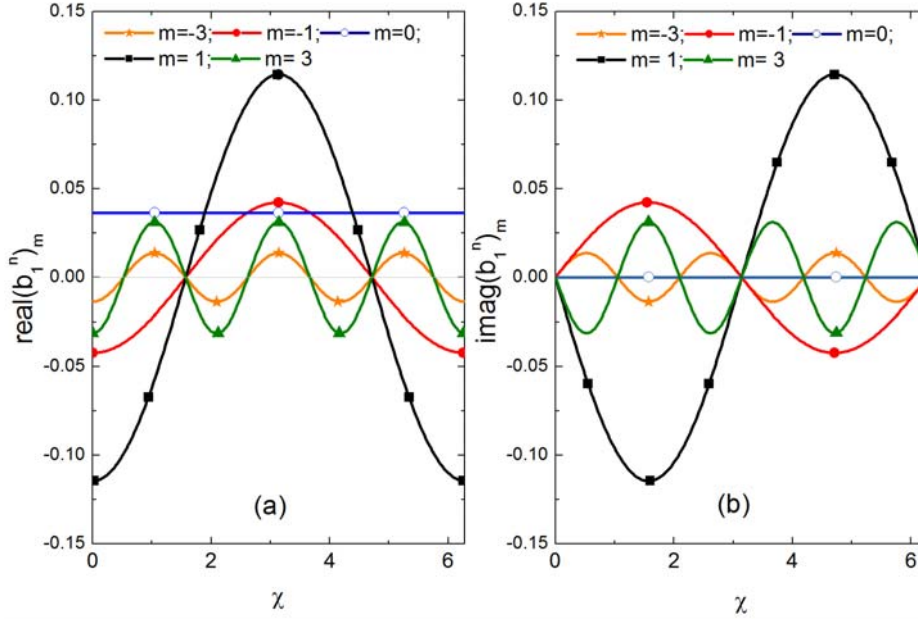 m=-3; m=-1; m=0;
m= 1; m= 3
0.15
0.10
0.05
0.00
-0.05
-0.10
-0.15
real(b₁ⁿ)ₘ
(a)
0 2 4 6
χ
m=-3; m=-1; m=0;
m= 1; m= 3
0.15
0.10
0.05
0.00
-0.05
-0.10
-0.15
imag(b₁ⁿ)ₘ
(b)
0 2 4 6
χ